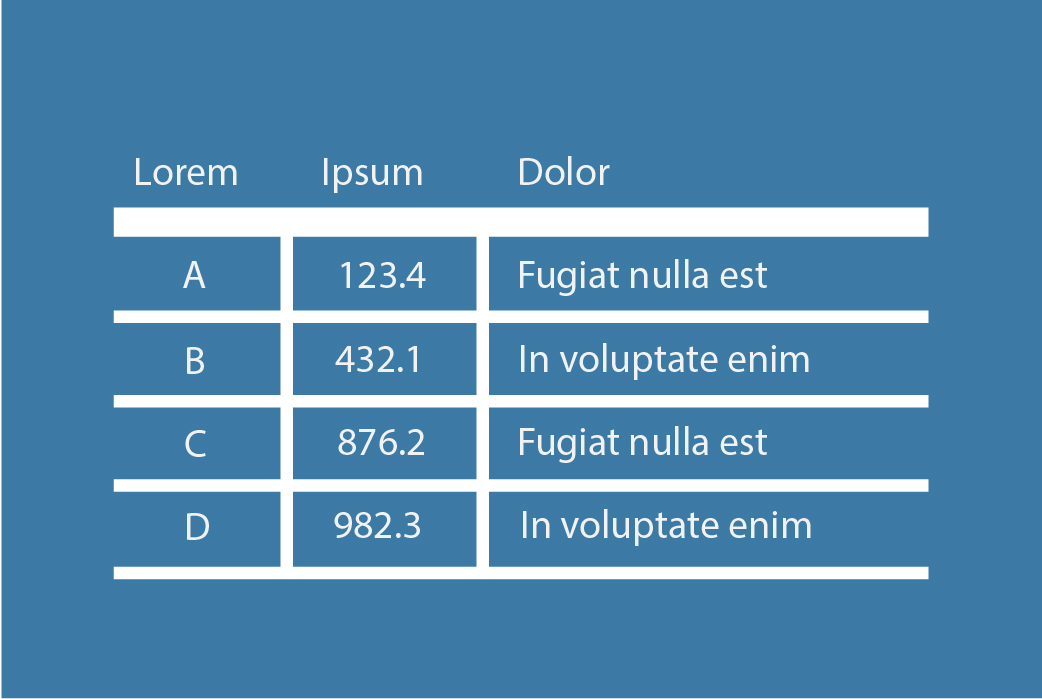 Lorem Ipsum Dolor
A 123.4 Fugiat nulla est
B 432.1 In voluptate enim
C 876.2 Fugiat nulla est
D 982.3 In voluptate enim